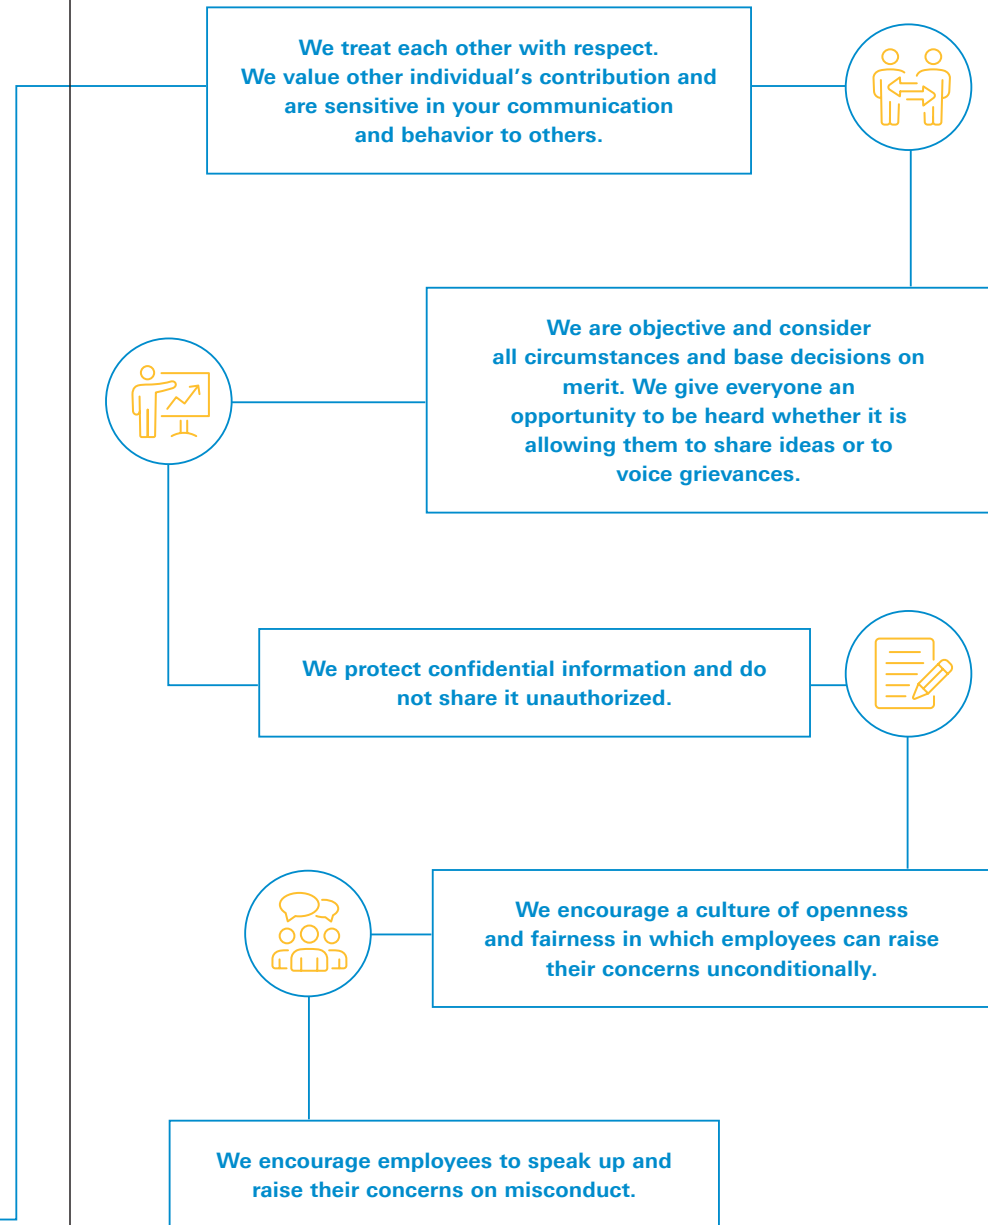 We treat each other with respect.
We value other individual’s contribution and
are sensitive in your communication
and behavior to others.
We are objective and consider
all circumstances and base decisions on
merit. We give everyone an
opportunity to be heard whether it is
allowing them to share ideas or to
voice grievances.
We protect confidential information and do
not share it unauthorized.
We encourage a culture of openness
and fairness in which employees can raise
their concerns unconditionally.
We encourage employees to speak up and
raise their concerns on misconduct.